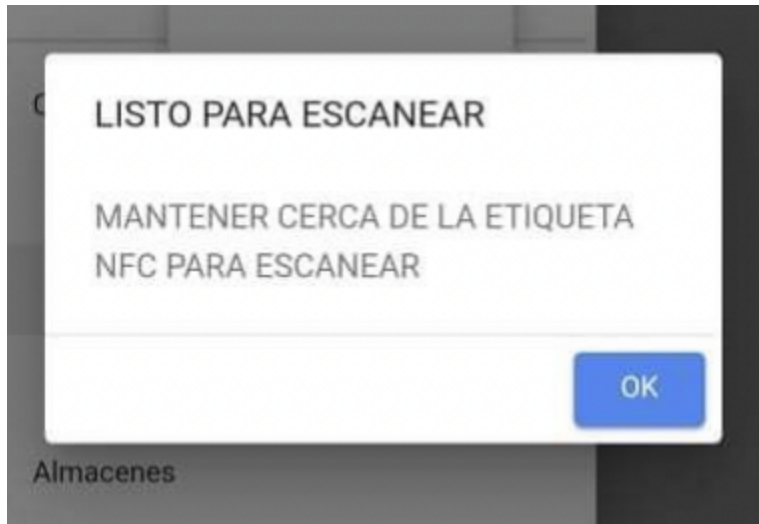 LISTO PARA ESCANEAR
MANTENER CERCA DE LA ETIQUETA
NFC PARA ESCANEAR
OK
Almacenes